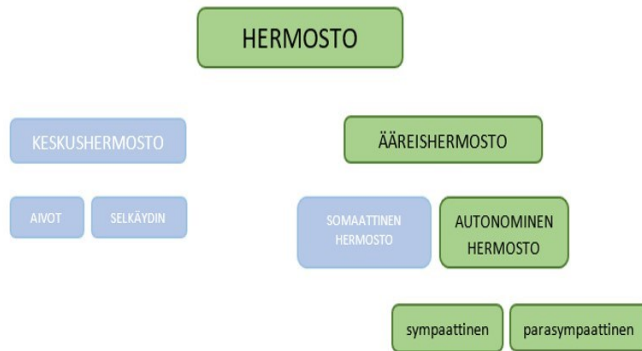 HERMOSTO
KESKUSHERMOSTO
ÄÄREISHERMOSTO
AIVOT
SELKÄYDIN
SOMAATTINEN
HERMOSTO
AUTONOMINEN
HERMOSTO
sympaattinen
parasympaattinen